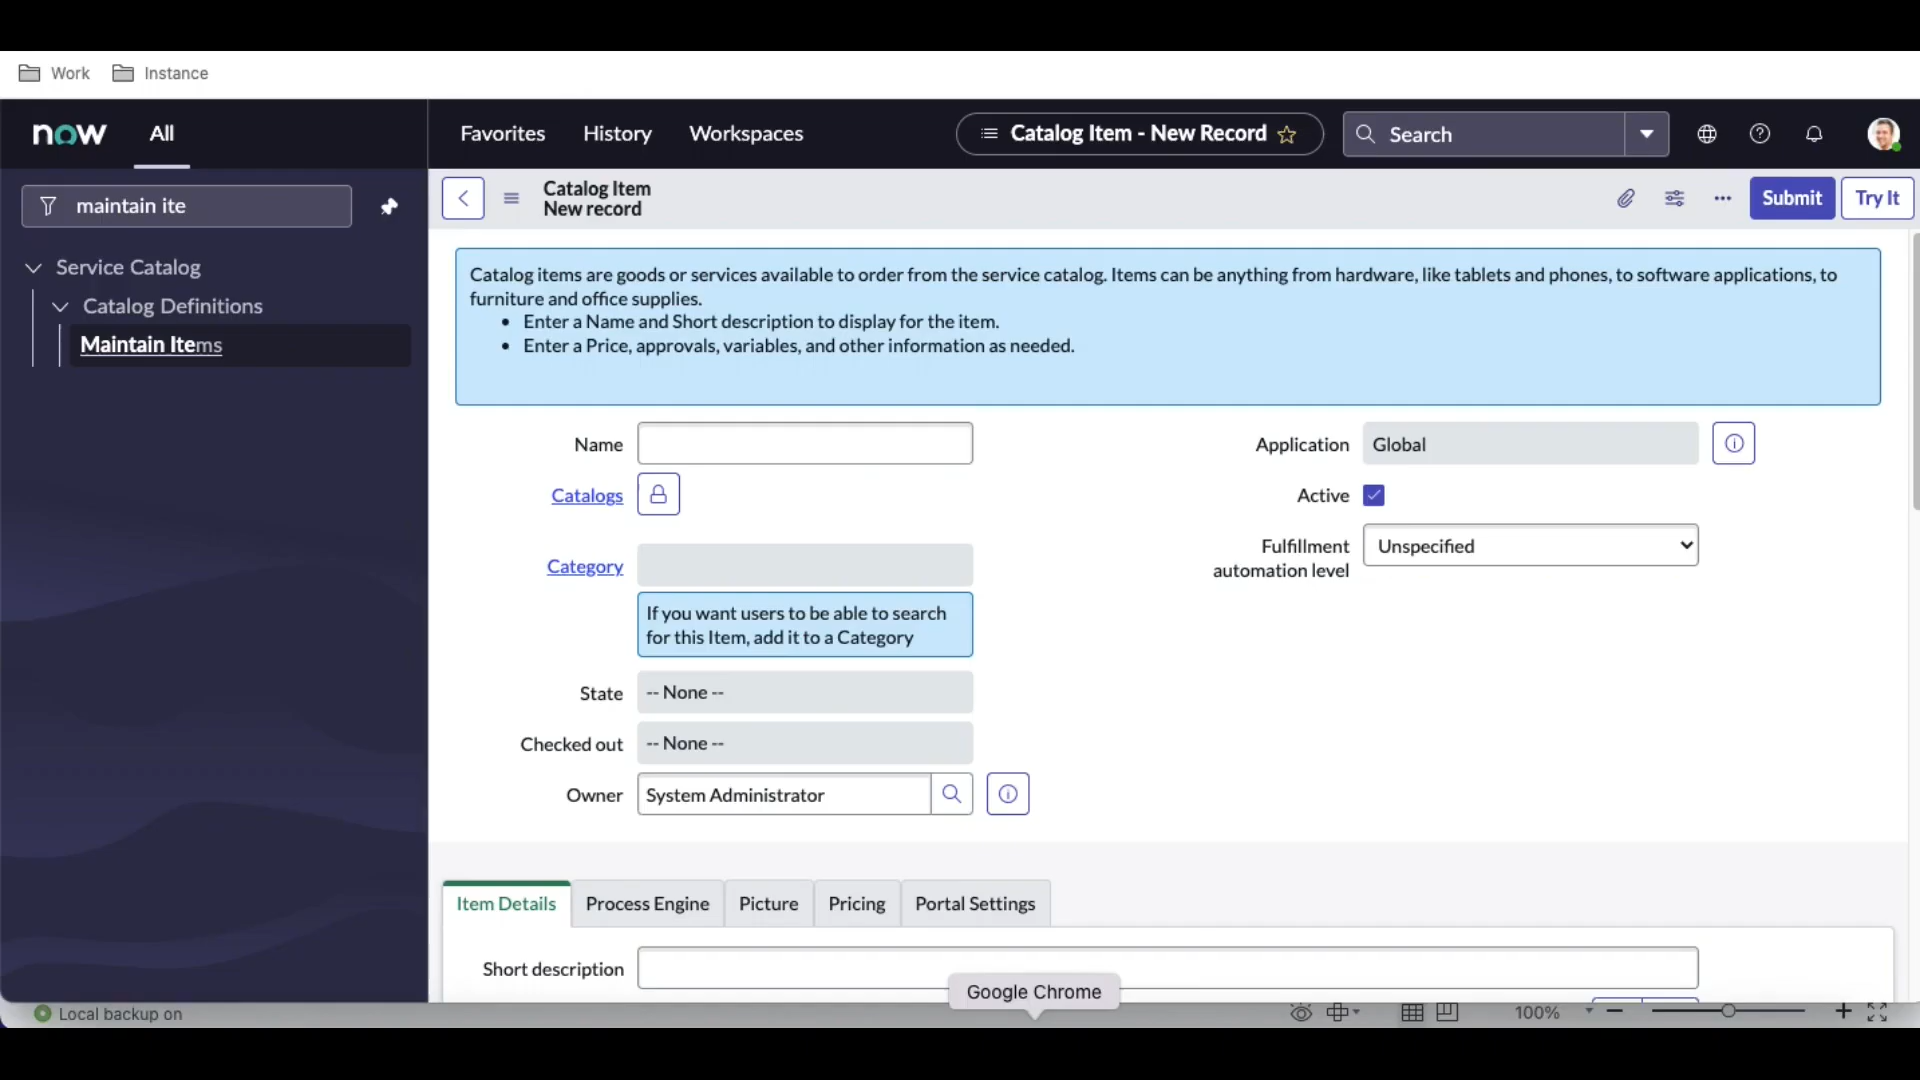 Work Instance
now All Favorites History Workspaces Catalog Item - New Record Search
maintain ite
Catalog Item
New record
Submit Try It
Service Catalog
Catalog Definitions
Maintain Items
Catalog items are goods or services available to order from the service catalog. Items can be anything from hardware, like tablets and phones, to software applications, to
furniture and office supplies.
• Enter a Name and Short description to display for the item.
• Enter a Price, approvals, variables, and other information as needed.
Name
Application Global
Catalogs
Active
Category
Fulfillment
automation level
Unspecified
If you want users to be able to search
for this Item, add it to a Category
State -- None --
Checked out -- None --
Owner System Administrator
Item Details Process Engine Picture Pricing Portal Settings
Short description
Google Chrome
Local backup on
100%